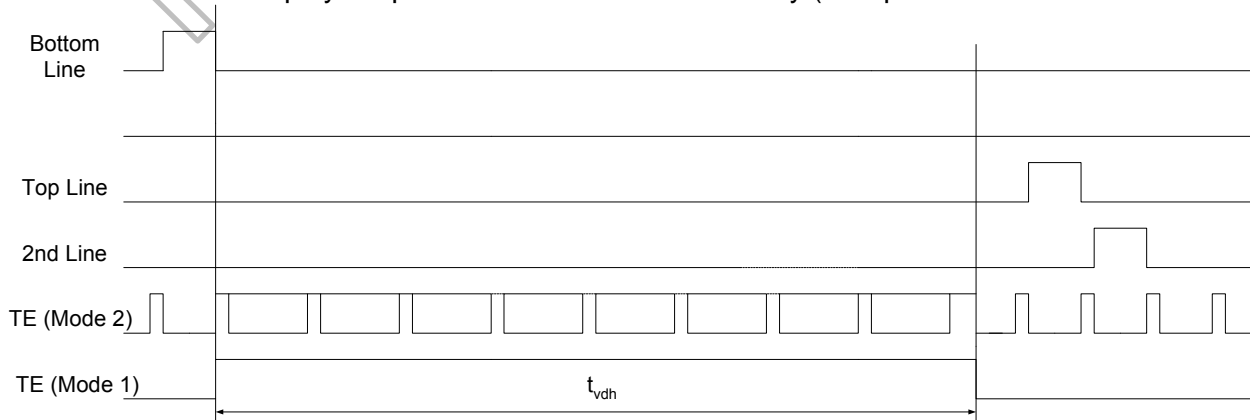 Bottom
Line
Top Line
2nd Line
TE (Mode 2)
TE (Mode 1)
tvdh